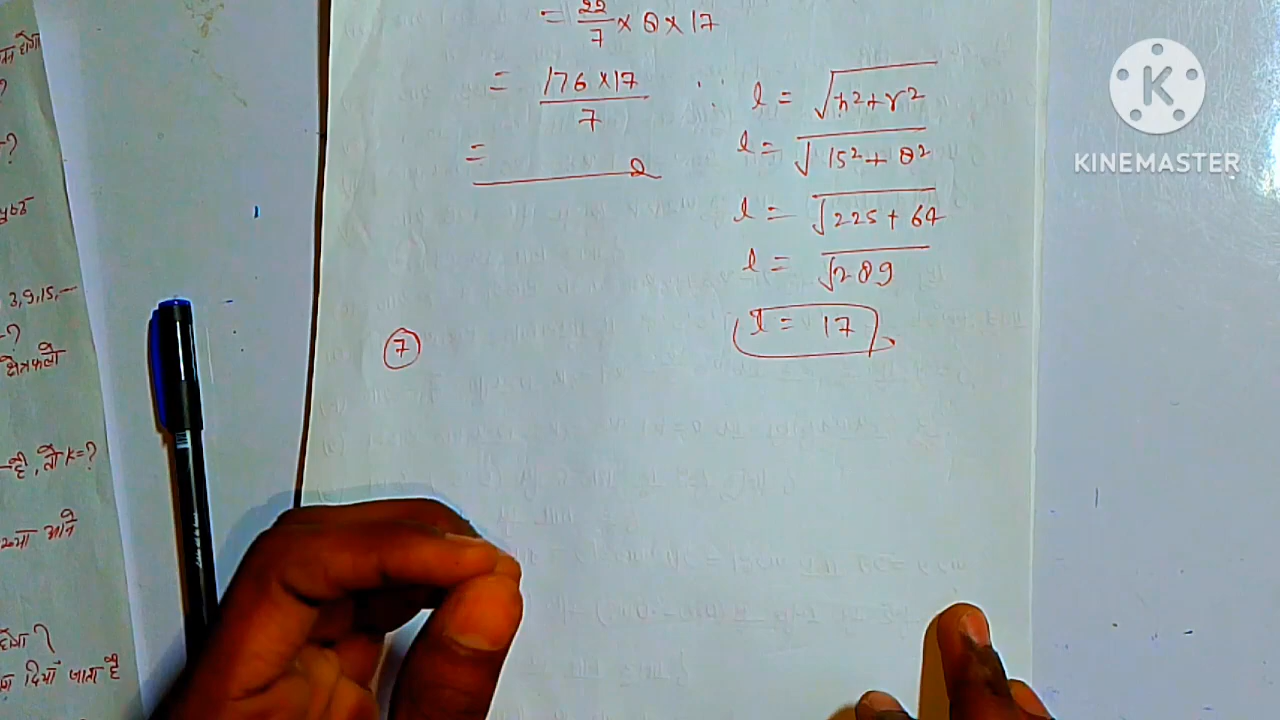 = 22/7 × 8 × 17
= 176×17/7
=
∴ l = √h²+r²
l = √15²+8²
l = √225+64
l = √289
l = 17
7
3,9,15,—
है, तो K=?
होगा?
दिया जाता है
KINEMASTER